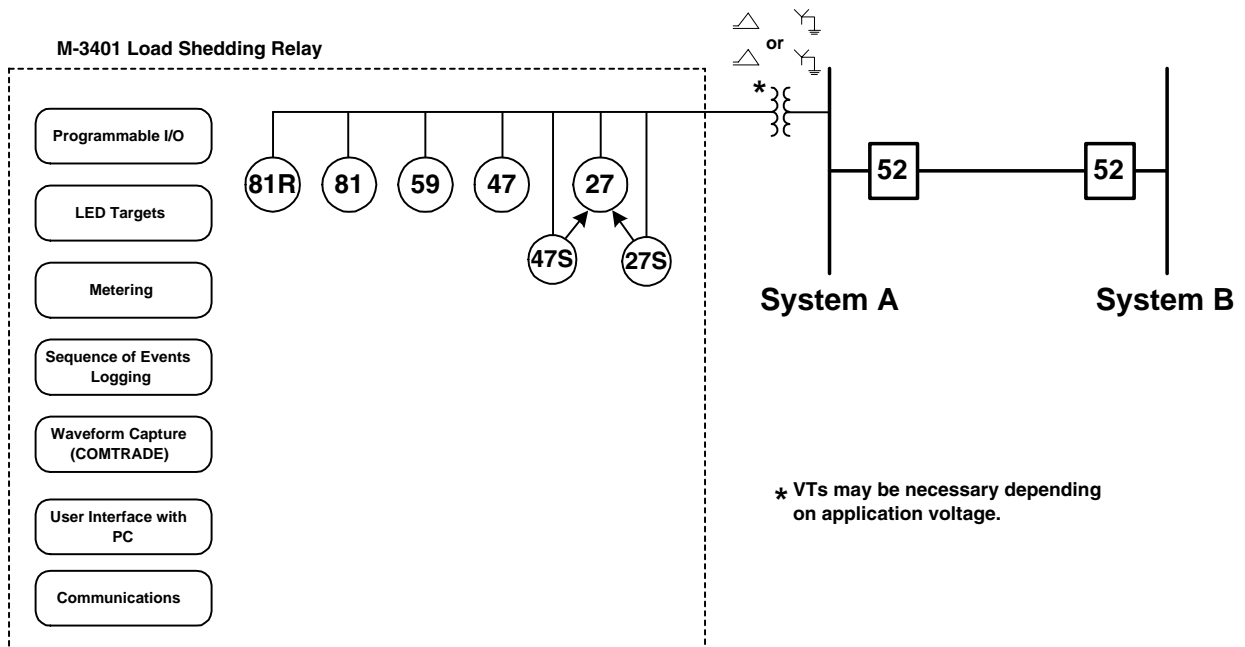 M-3401 Load Shedding Relay
or
*
Programmable I/O
LED Targets
Metering
Sequence of Events
Logging
Waveform Capture
(COMTRADE)
User Interface with
PC
Communications
81R
81
59
47
27
47S
27S
52
52
System A
System B
* VTs may be necessary depending
on application voltage.